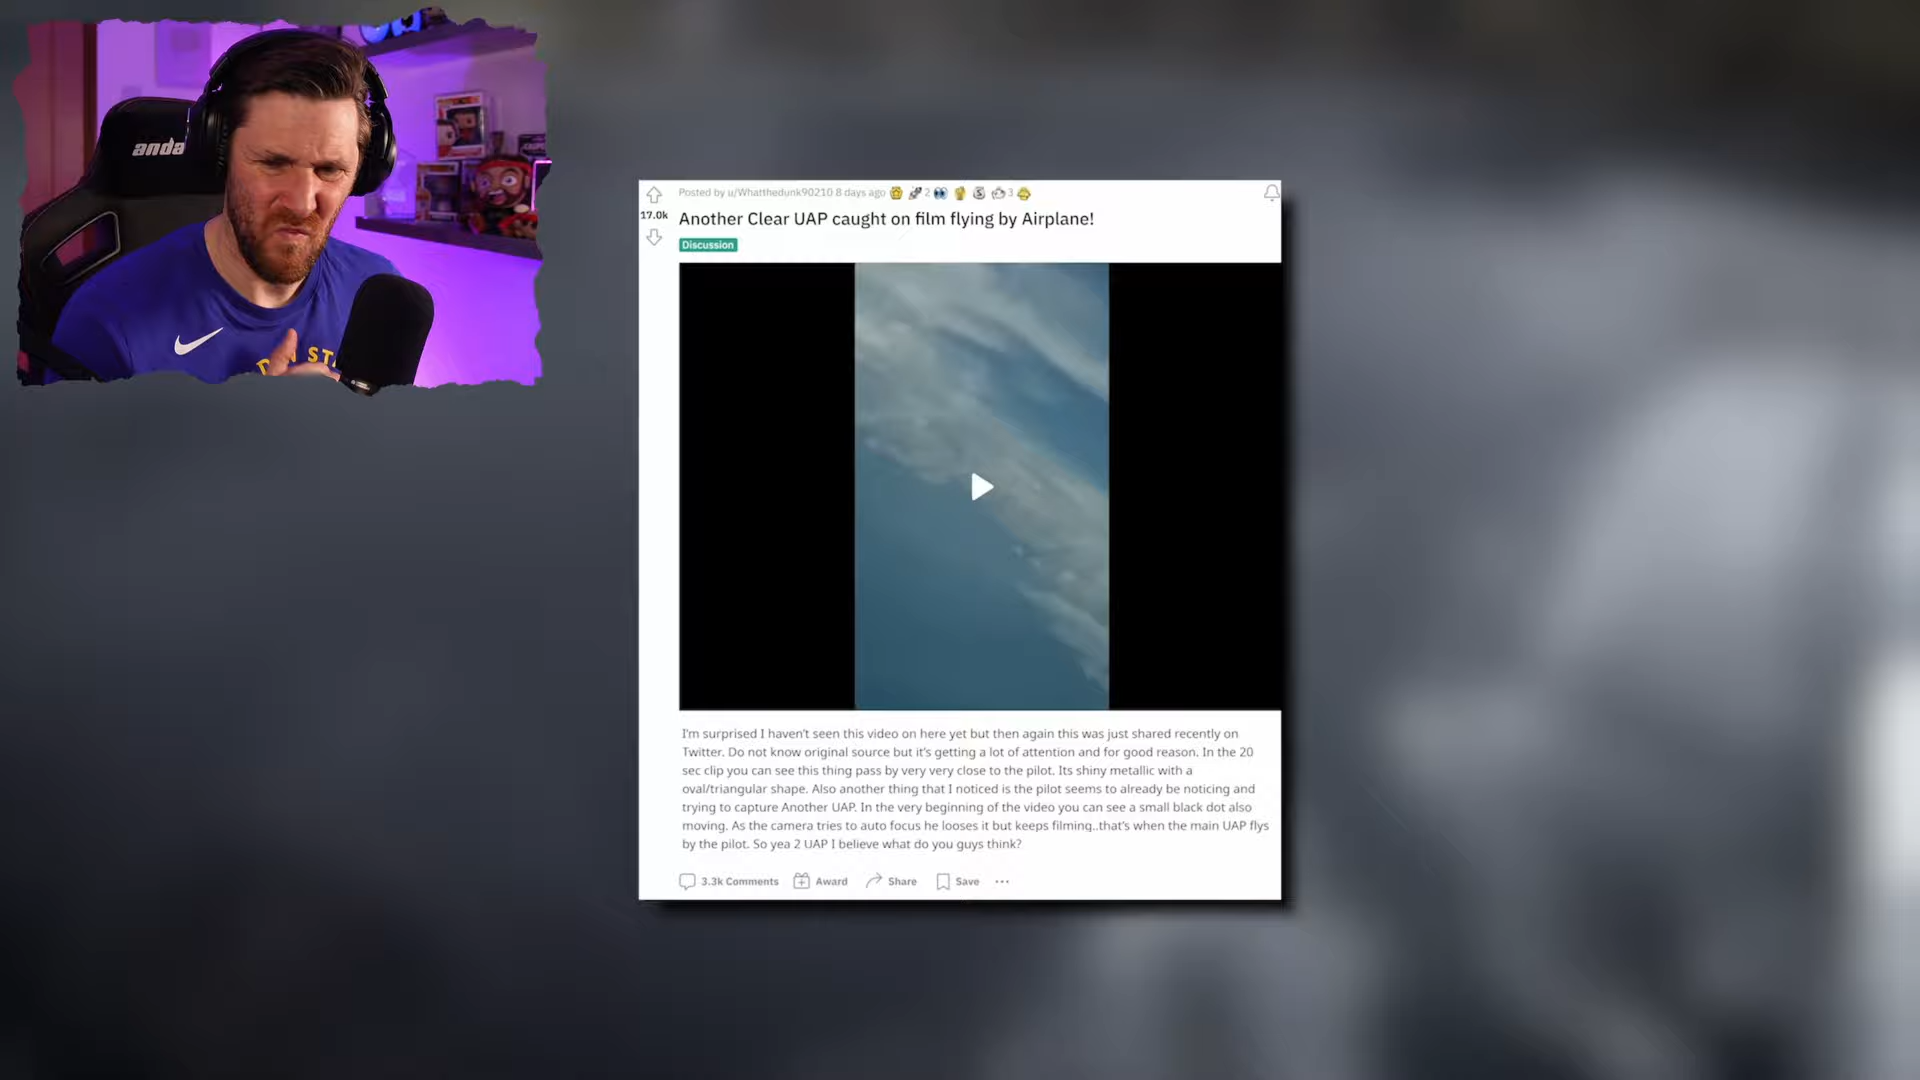 anda
Posted by u/Whatthedunk90210 8 days ago 2 3
17.0k
Another Clear UAP caught on film flying by Airplane!
Discussion
I'm surprised I haven't seen this video on here yet but then again this was just shared recently on
Twitter. Do not know original source but it's getting a lot of attention and for good reason. In the 20
sec clip you can see this thing pass by very very close to the pilot. Its shiny metallic with a
oval/triangular shape. Also another thing that I noticed is the pilot seems to already be noticing and
trying to capture Another UAP. In the very beginning of the video you can see a small black dot also
moving. As the camera tries to auto focus he looses it but keeps filming..that's when the main UAP flys
by the pilot. So yea 2 UAP I believe what do you guys think?
3.3k Comments Award Share Save